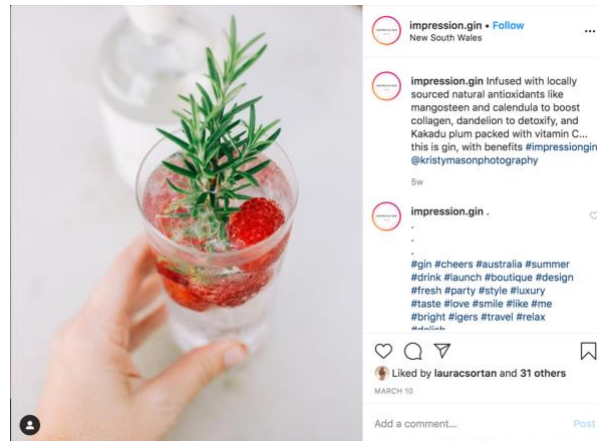 impression.gin • Follow
New South Wales
impression.gin Infused with locally
sourced natural antioxidants like
mangosteen and calendula to boost
collagen, dandelion to detoxify, and
Kakadu plum packed with vitamin C...
this is gin, with benefits #impressiongin
@kristymasonphotography
5w
impression.gin .
.
.
.
#gin #cheers #australia #summer
#drink #launch #boutique #design
#fresh #party #style #luxury
#taste #love #smile #like #me
#bright #igers #travel #relax
#delish
Liked by lauracsortan and 31 others
MARCH 10
Add a comment...
Post